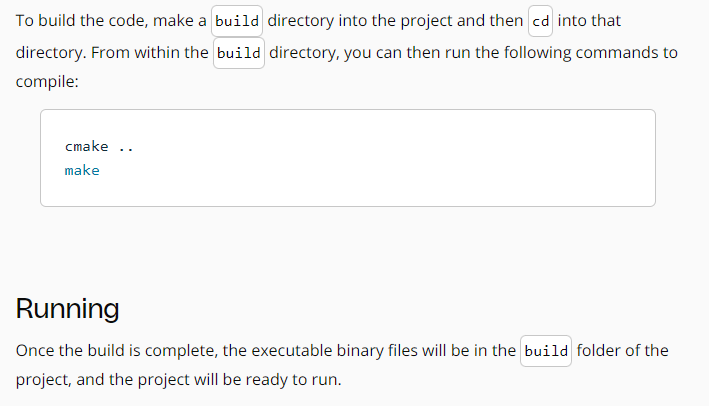 To build the code, make a build directory into the project and then cd into that
directory. From within the build directory, you can then run the following commands to
compile:
cmake ..
make
Running
Once the build is complete, the executable binary files will be in the build folder of the
project, and the project will be ready to run.